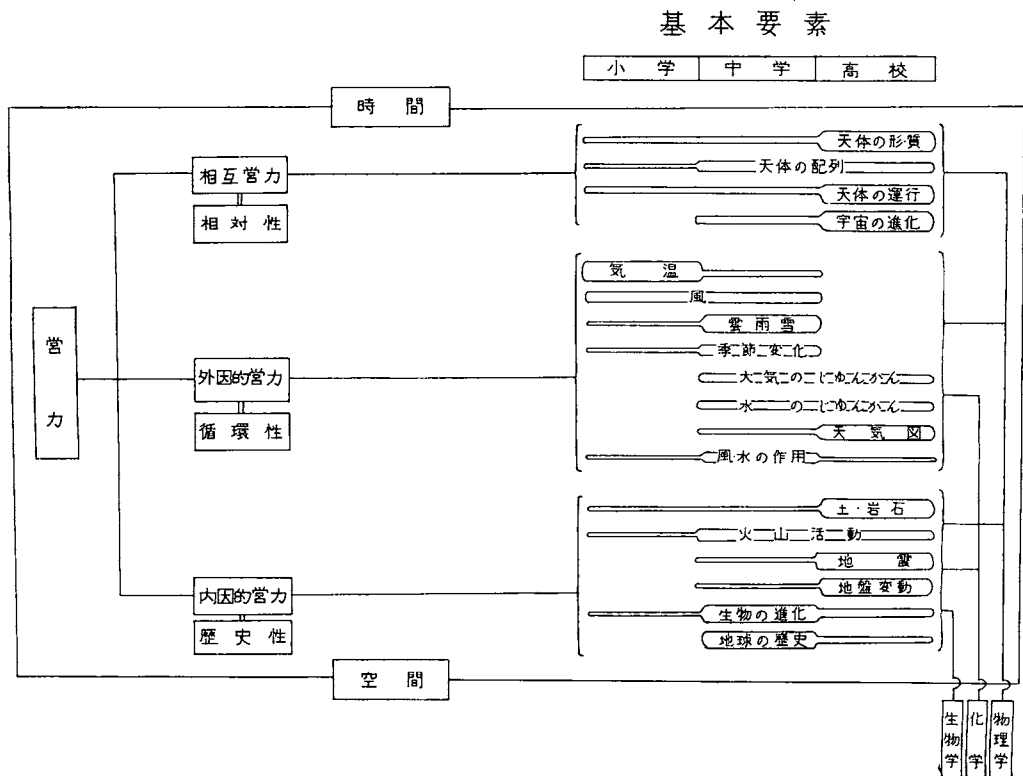 基本要素
小学 中学 高校
時間
天体の形・質
相互営力
天体の配列
天体の運行
相対性
宇宙の進化
気温
風
営力
雲雨雪
季節変化
外因的営力
大気のじゅんかん
水のじゅんかん
循環性
天気図
風・水の作用
土・岩石
火山活動
地震
内因的営力
地盤変動
生物の進化
歴史性
地球の歴史
空間
生物学
化学
物理学